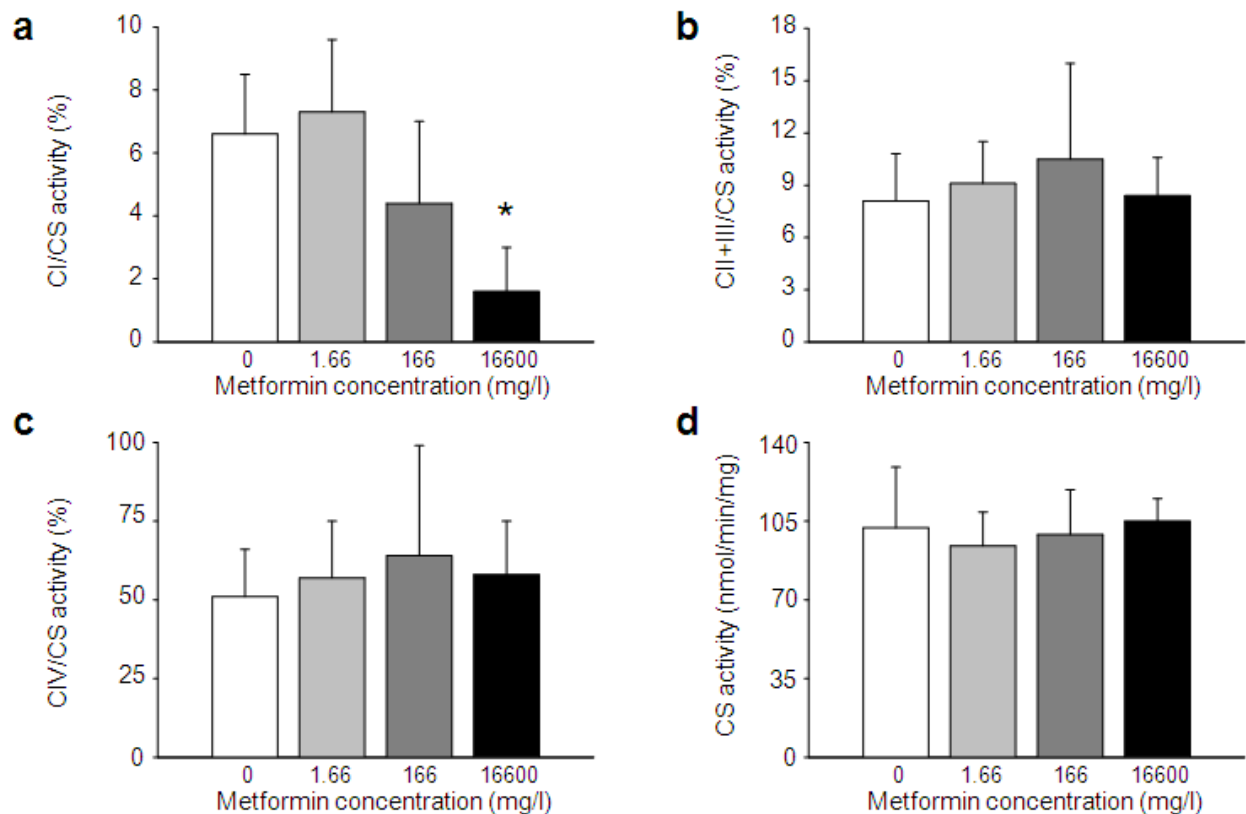 a
CI/CS activity (%)
10
8
6
4
2
0
*
0 1.66 166 16600
Metformin concentration (mg/l)
b
CII+III/CS activity (%)
18
15
12
9
6
3
0
0 1.66 166 16600
Metformin concentration (mg/l)
c
CIV/CS activity (%)
100
75
50
25
0
0 1.66 166 16600
Metformin concentration (mg/l)
d
CS activity (nmol/min/mg)
140
105
70
35
0
0 1.66 166 16600
Metformin concentration (mg/l)